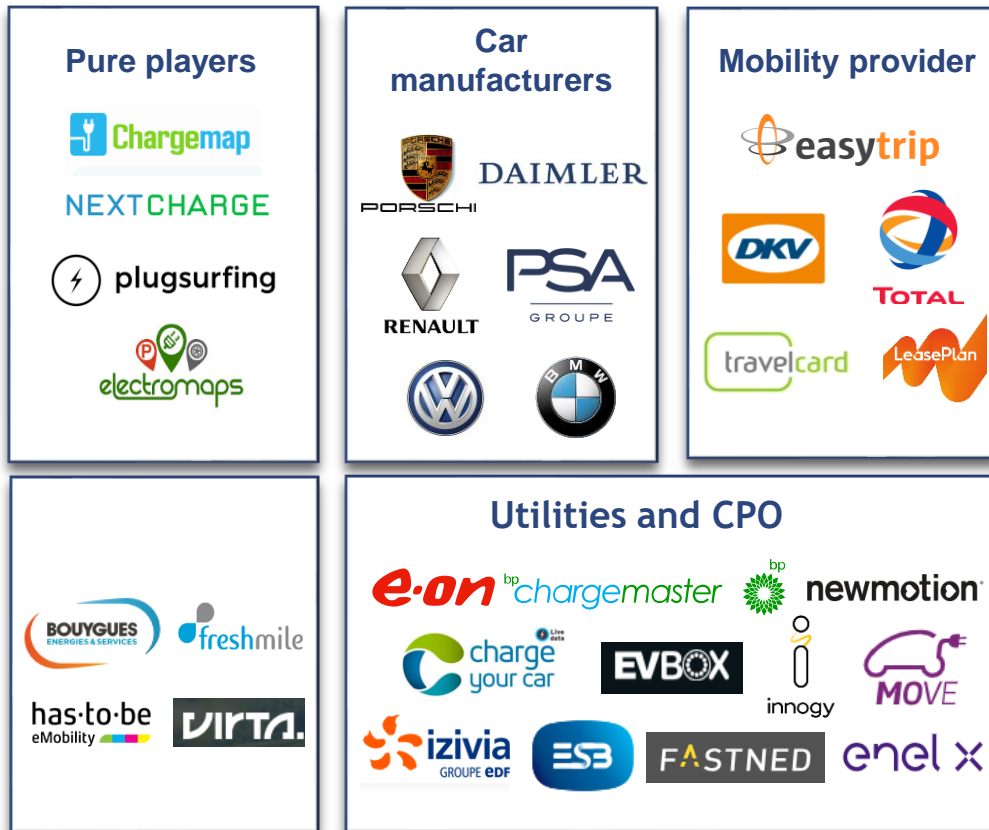 Pure players
Chargemap
NEXTCHARGE
plugsurfing
P
electromaps
Car
manufacturers
PORSCHE
PORSCHI
DAIMLER
RENAULT
PSA
GROUPE
VW
BMW
Mobility provider
easytrip
DKV
TOTAL
travelcard
LeasePlan
BOUYGUES
ENERGIES & SERVICES
freshmile
has·to·be
eMobility
VIRTA.
Utilities and CPO
e·on
bp chargemaster
bp
newmotion
charge
your car
Live
data
EVBOX
innogy
MOVE
izivia
GROUPE EDF
ESB
FASTNED
enel x